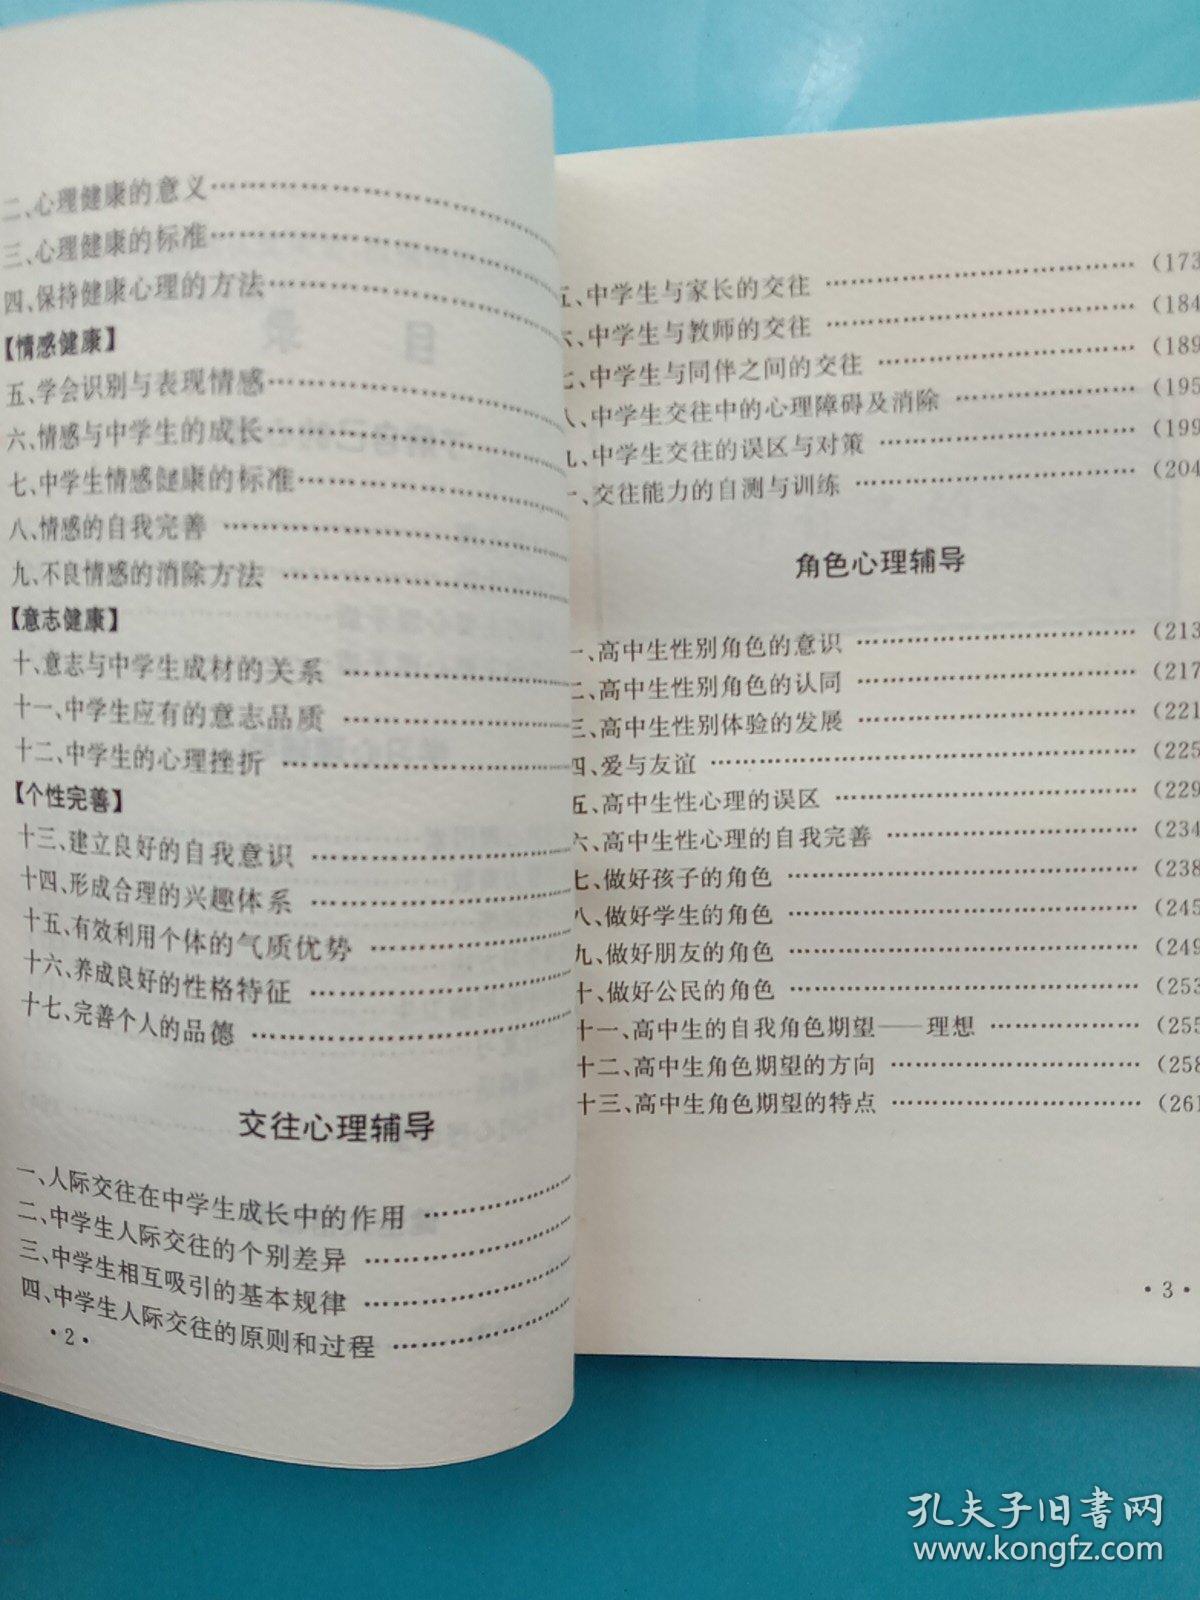 二、心理健康的意义……………………
三、心理健康的标准……………………
四、保持健康心理的方法……………………
【情感健康】
五、学会识别与表现情感……………………
六、情感与中学生的成长……………………
七、中学生情感健康的标准……………………
八、情感的自我完善……………………
九、不良情感的消除方法……………………
【意志健康】
十、意志与中学生成材的关系……………………
十一、中学生应有的意志品质……………………
十二、中学生的心理挫折……………………
【个性完善】
十三、建立良好的自我意识……………………
十四、形成合理的兴趣体系……………………
十五、有效利用个体的气质优势……………………
十六、养成良好的性格特征……………………
十七、完善个人的品德……………………
交往心理辅导
一、人际交往在中学生成长中的作用………………
二、中学生人际交往的个别差异………………
三、中学生相互吸引的基本规律………………
四、中学生人际交往的原则和过程………………
·2·
五、中学生与家长的交往……………………(173
六、中学生与教师的交往……………………(184
七、中学生与同伴之间的交往……………………(189
八、中学生交往中的心理障碍及消除………………(195
九、中学生交往的误区与对策……………………(199
、交往能力的自测与训练……………………(204
角色心理辅导
一、高中生性别角色的意识……………………(213
二、高中生性别角色的认同……………………(217
三、高中生性别体验的发展……………………(221
四、爱与友谊……………………(225
五、高中生性心理的误区……………………(229
六、高中生性心理的自我完善……………………(234
七、做好孩子的角色……………………(238
八、做好学生的角色……………………(245
九、做好朋友的角色……………………(249
十、做好公民的角色……………………(253
十一、高中生的自我角色期望——理想………………(255
十二、高中生角色期望的方向……………………(258
十三、高中生角色期望的特点……………………(261
·3·
孔夫子旧书网
www.kongfz.com